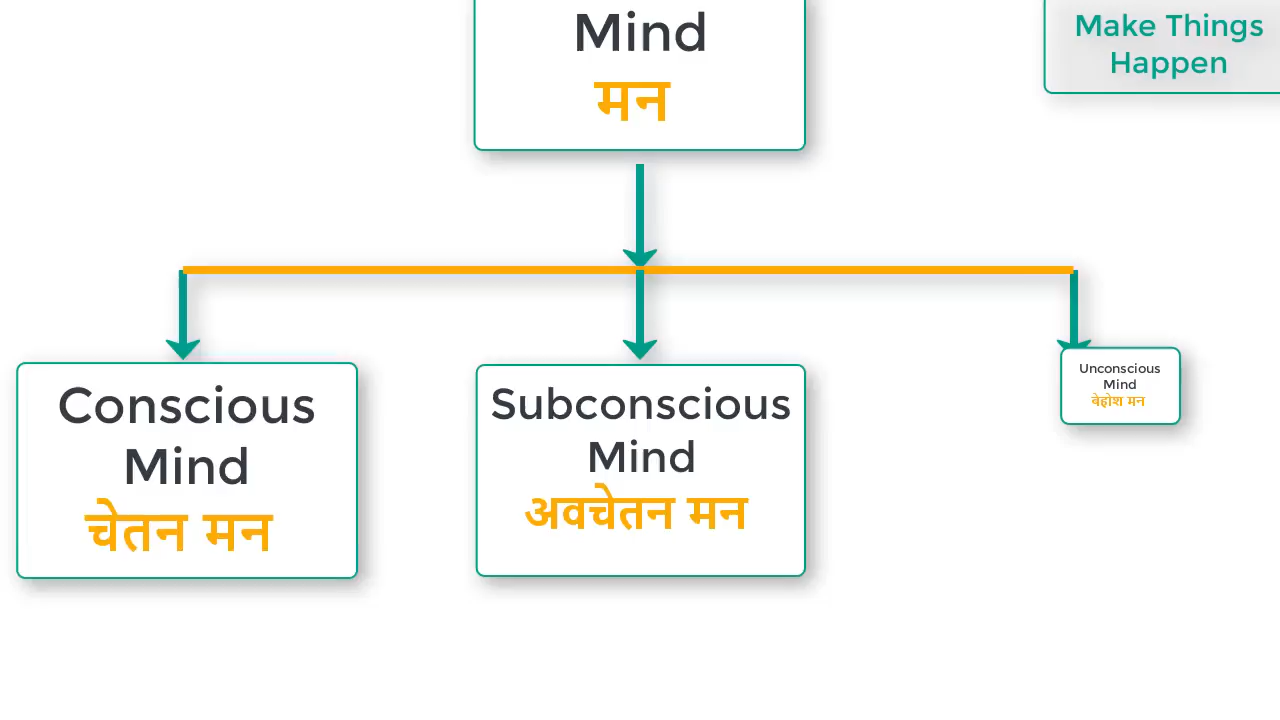 Mind
मन
Make Things
Happen
Conscious
Mind
चेतन मन
Subconscious
Mind
अवचेतन मन
Unconscious
Mind
बेहोश मन